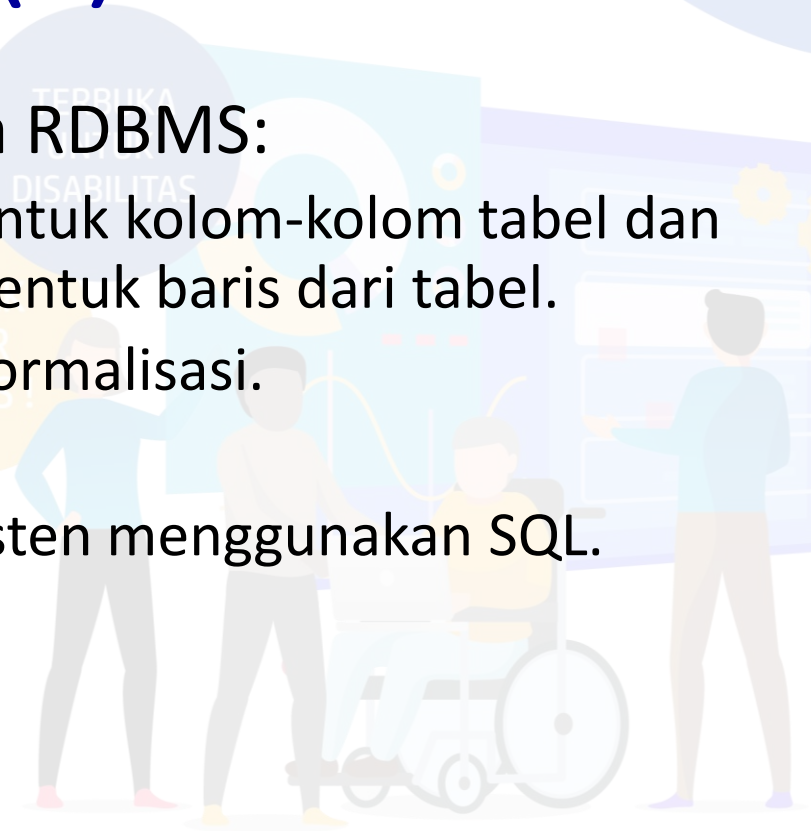 RDBMS:
ntuk kolom-kolom tabel dan
entuk baris dari tabel.
ormalisasi.
sten menggunakan SQL.
TERBUKA
UNTUK
DISABILITAS